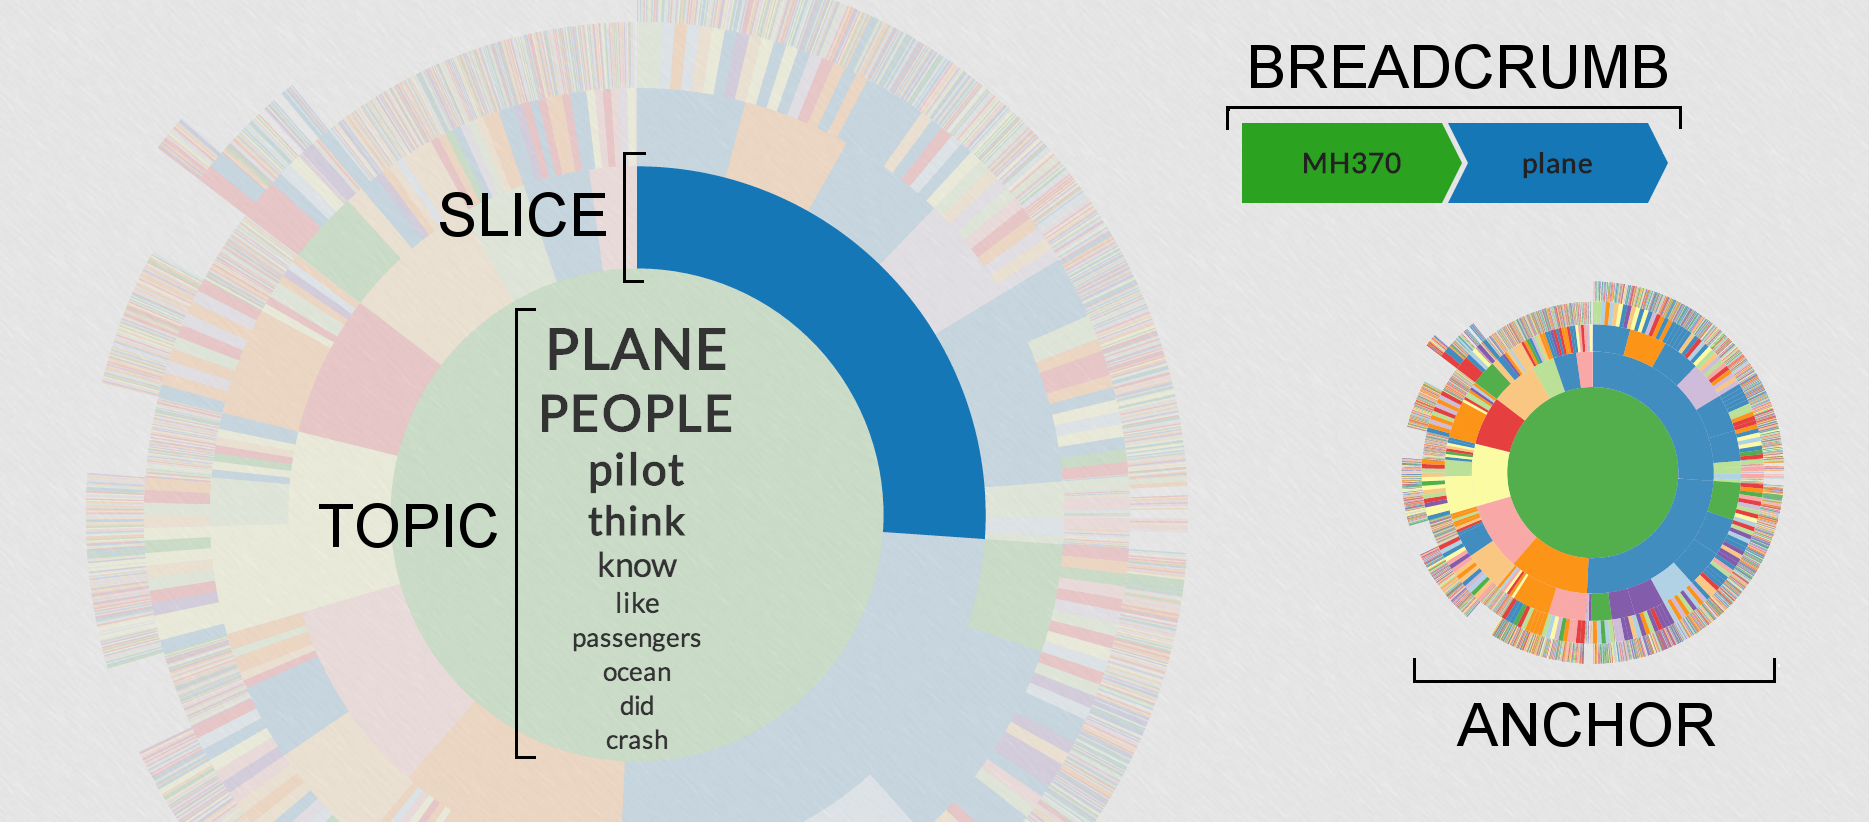 BREADCRUMB
MH370 plane
SLICE
TOPIC
PLANE
PEOPLE
pilot
think
know
like
passengers
ocean
did
crash
ANCHOR